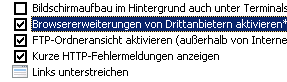 Bildschirmaufbau im Hintergrund auch unter Terminals
Browsererweiterungen von Drittanbietern aktivieren*
FTP-Ordneransicht aktivieren (außerhalb von Interne
Kurze HTTP-Fehlermeldungen anzeigen
Links unterstreichen